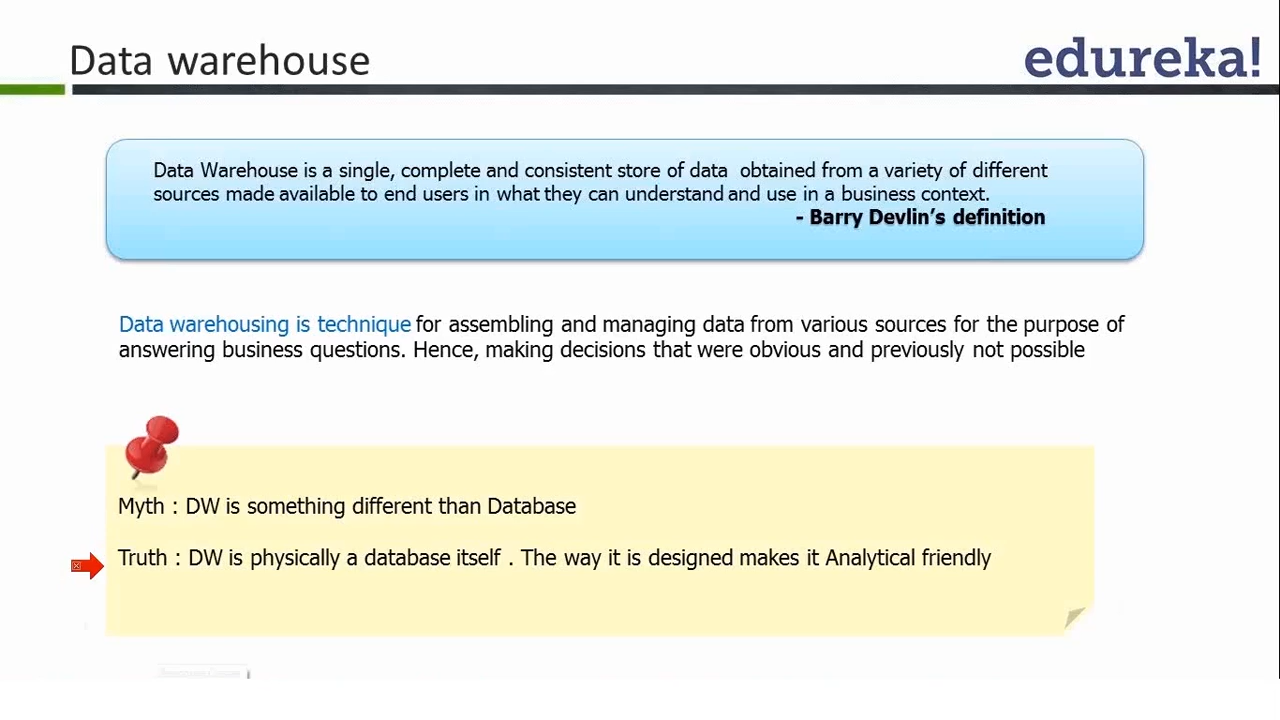 Data warehouse
edureka!
Data Warehouse is a single, complete and consistent store of data obtained from a variety of different
sources made available to end users in what they can understand and use in a business context.
- Barry Devlin’s definition
Data warehousing is technique for assembling and managing data from various sources for the purpose of
answering business questions. Hence, making decisions that were obvious and previously not possible
Myth : DW is something different than Database
Truth : DW is physically a database itself . The way it is designed makes it Analytical friendly